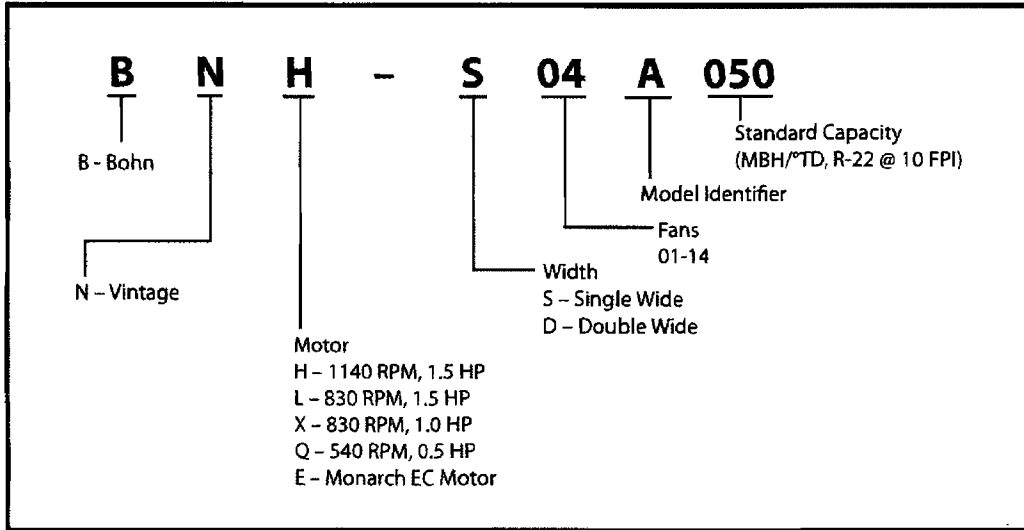 B N H - S 04 A 050
Standard Capacity
(MBH/°TD, R-22 @ 10 FPI)
B - Bohn
Model Identifier
Fans
01-14
Width
S – Single Wide
D – Double Wide
N – Vintage
Motor
H – 1140 RPM, 1.5 HP
L – 830 RPM, 1.5 HP
X – 830 RPM, 1.0 HP
Q – 540 RPM, 0.5 HP
E – Monarch EC Motor